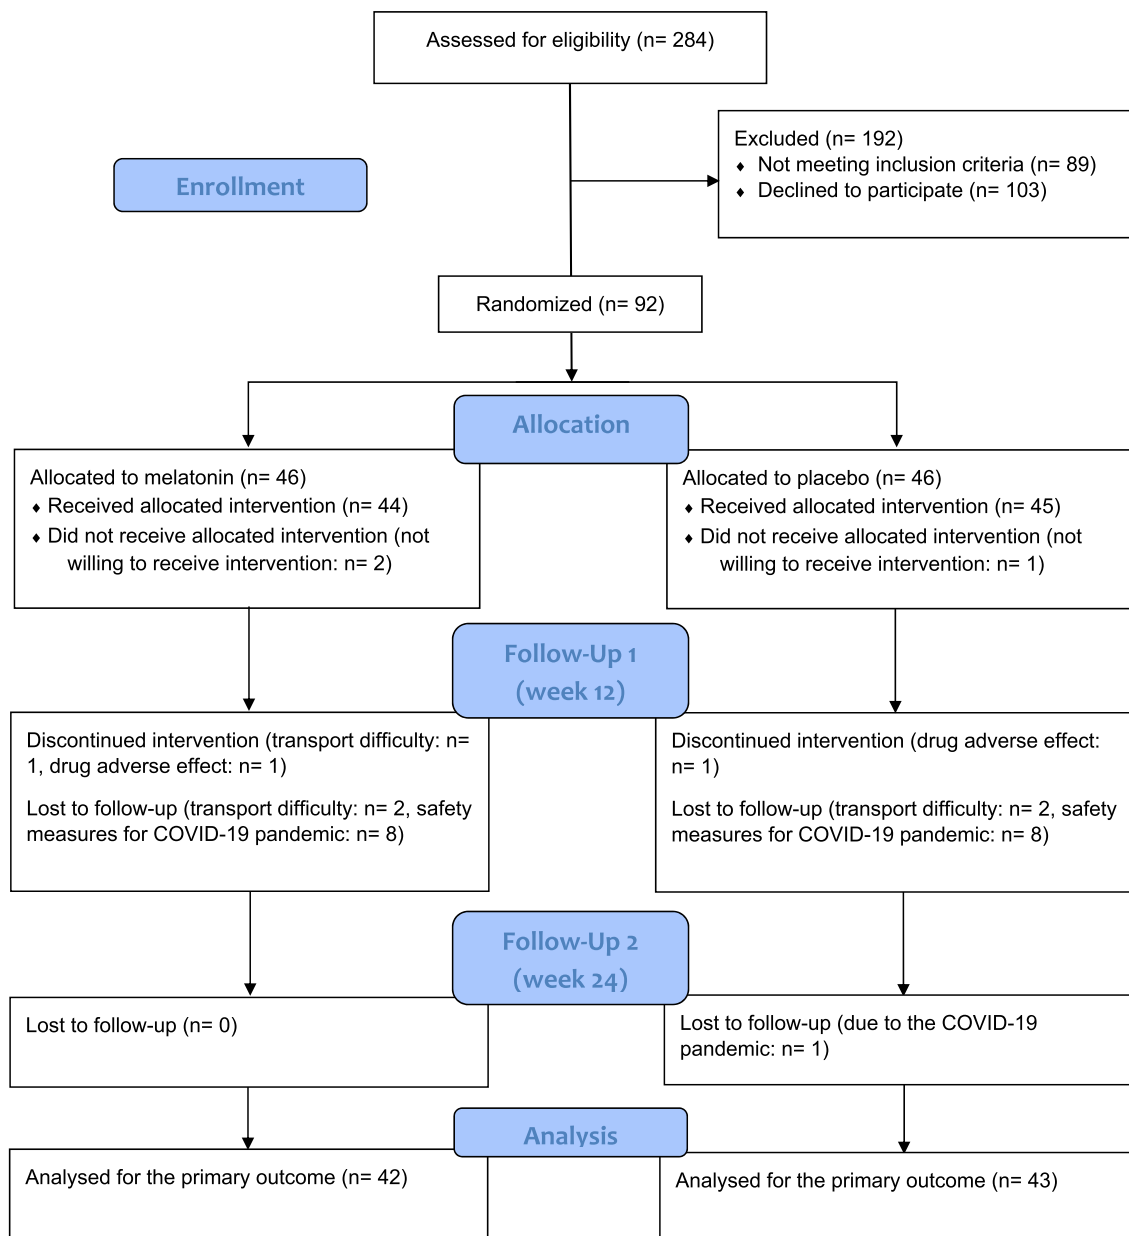 Assessed for eligibility (n= 284)
Excluded (n= 192)
♦ Not meeting inclusion criteria (n= 89)
♦ Declined to participate (n= 103)
Enrollment
Randomized (n= 92)
Allocation
Allocated to melatonin (n= 46)
♦ Received allocated intervention (n= 44)
♦ Did not receive allocated intervention (not
willing to receive intervention: n= 2)
Allocated to placebo (n= 46)
♦ Received allocated intervention (n= 45)
♦ Did not receive allocated intervention (not
willing to receive intervention: n= 1)
Follow-Up 1
(week 12)
Discontinued intervention (transport difficulty: n=
1, drug adverse effect: n= 1)
Lost to follow-up (transport difficulty: n= 2, safety
measures for COVID-19 pandemic: n= 8)
Discontinued intervention (drug adverse effect:
n= 1)
Lost to follow-up (transport difficulty: n= 2, safety
measures for COVID-19 pandemic: n= 8)
Follow-Up 2
(week 24)
Lost to follow-up (n= 0)
Lost to follow-up (due to the COVID-19
pandemic: n= 1)
Analysis
Analysed for the primary outcome (n= 42)
Analysed for the primary outcome (n= 43)